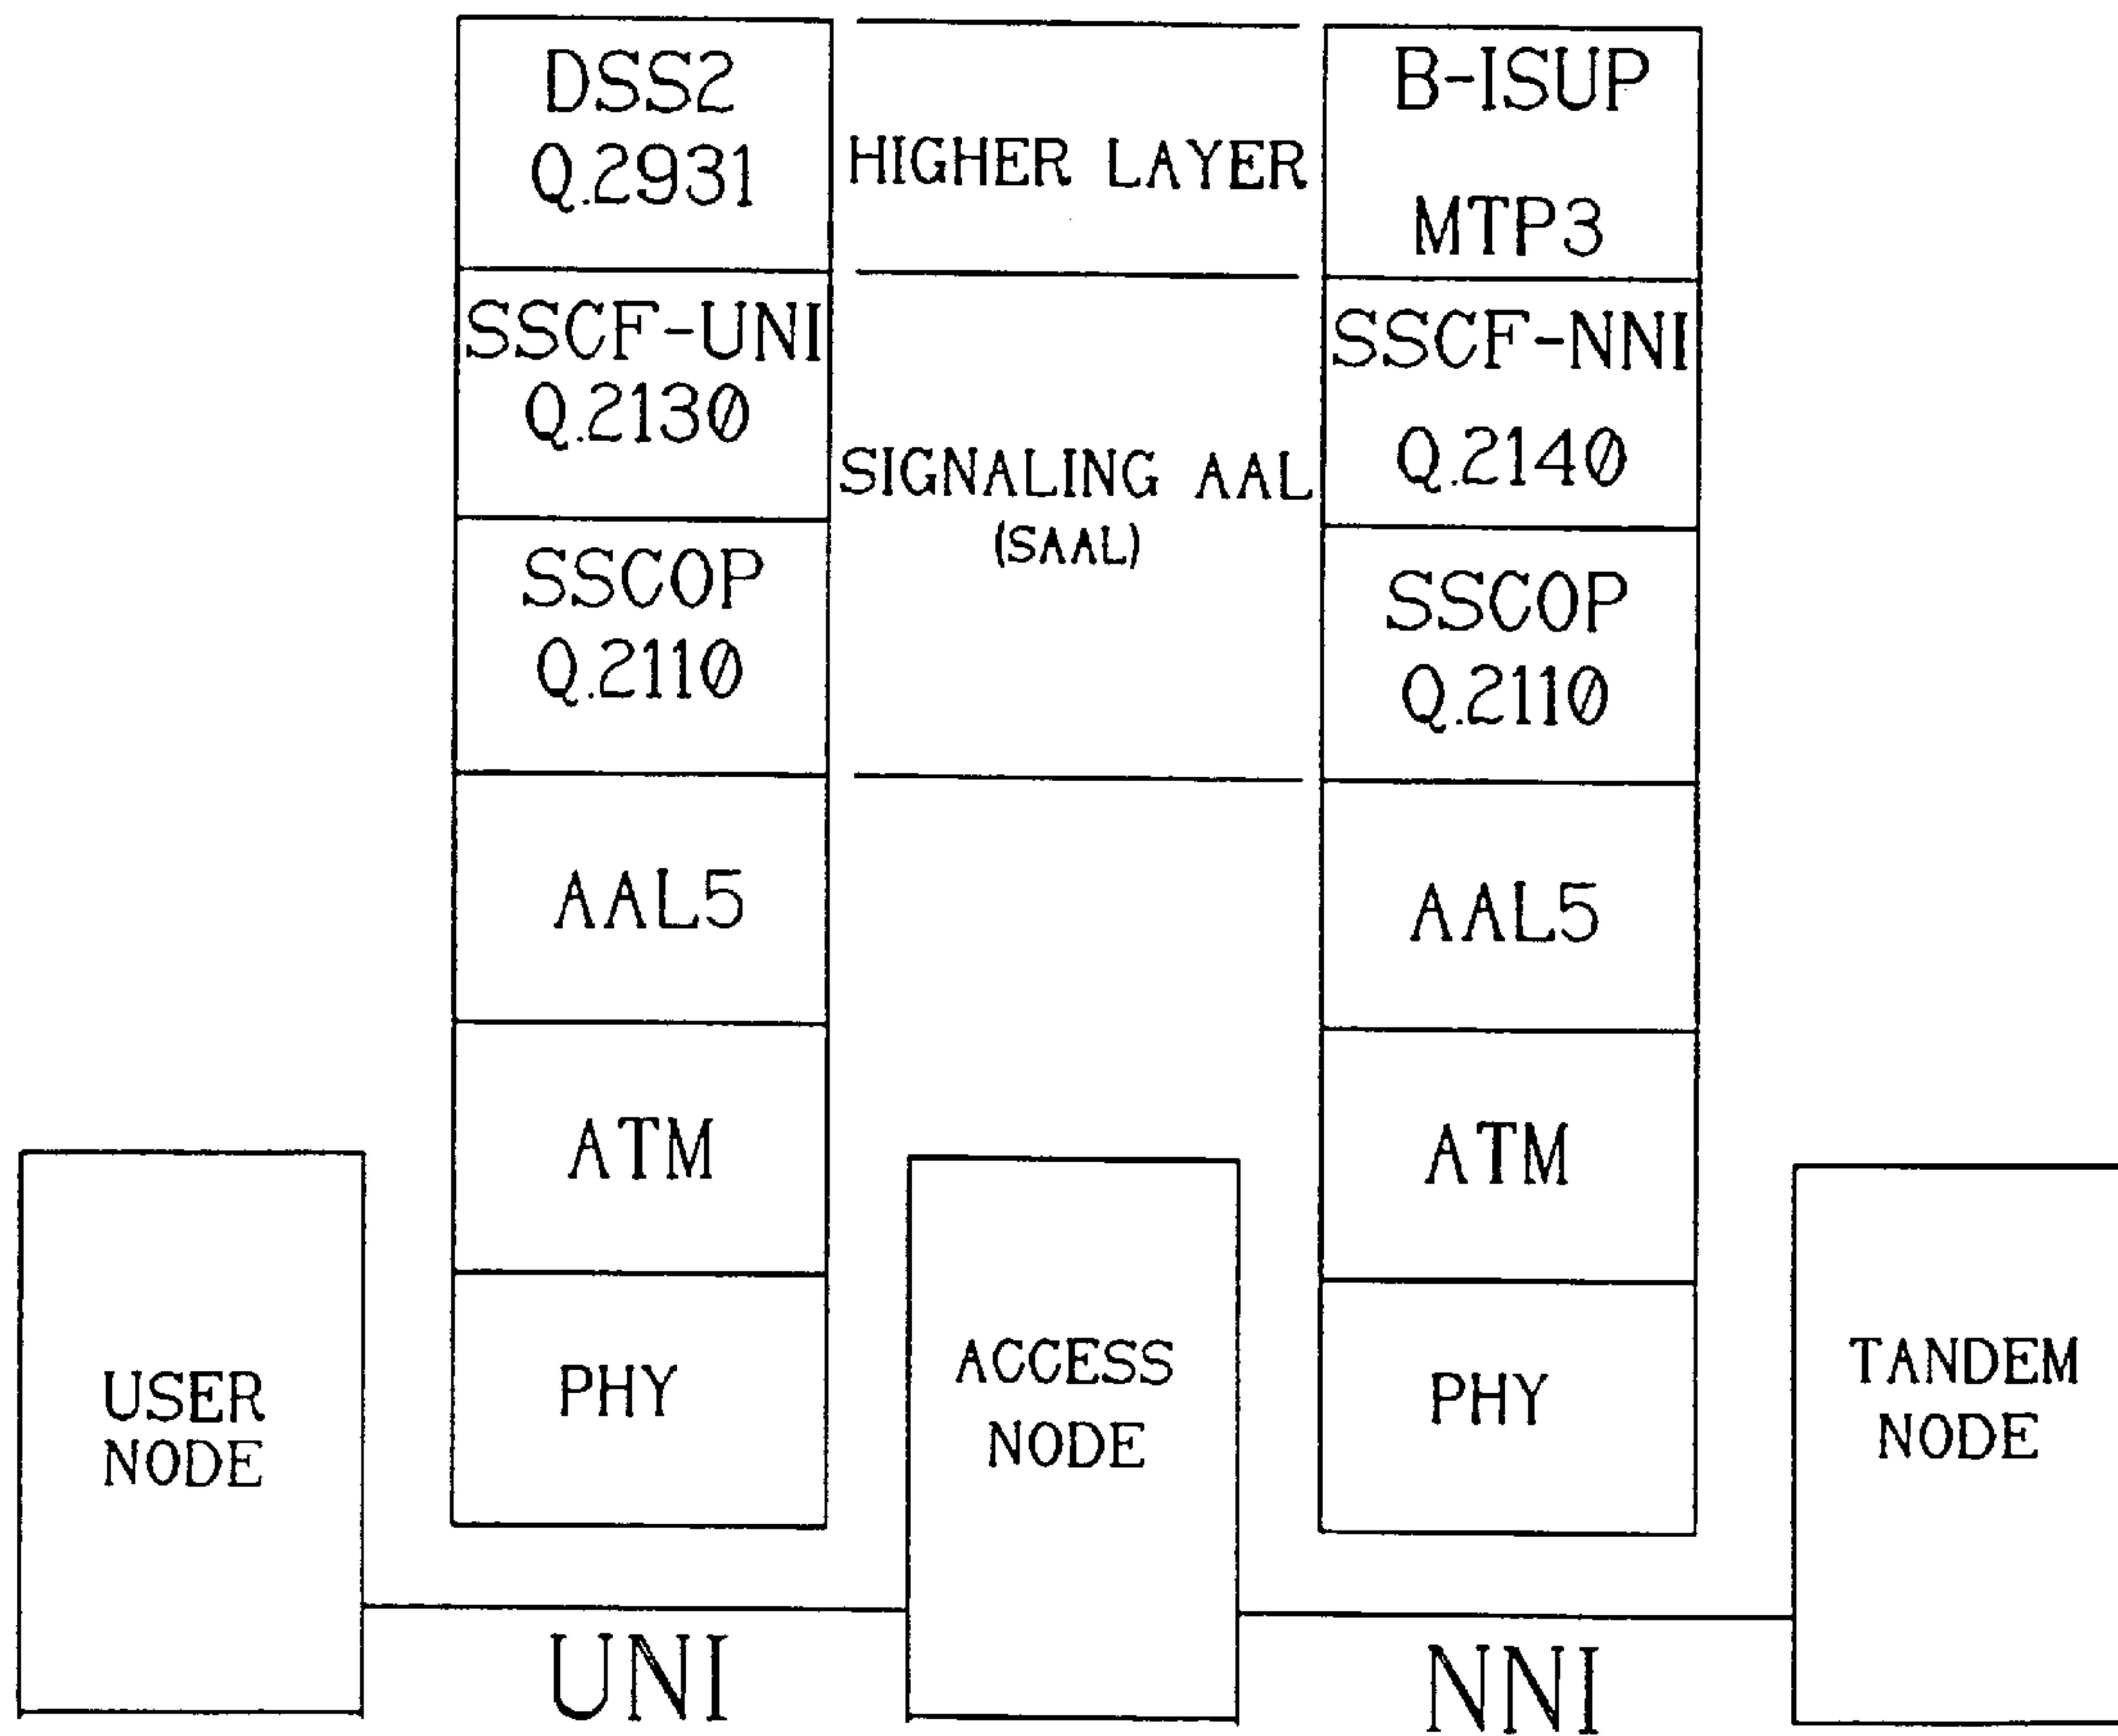 DSS2
Q.2931
SSCF-UNI
Q.2130
SSCOP
Q.2110
AAL5
ATM
PHY
HIGHER LAYER
SIGNALING AAL
(SAAL)
B-ISUP
MTP3
SSCF-NNI
Q.2140
SSCOP
Q.2110
AAL5
ATM
PHY
USER
NODE
ACCESS
NODE
TANDEM
NODE
UNI
NNI